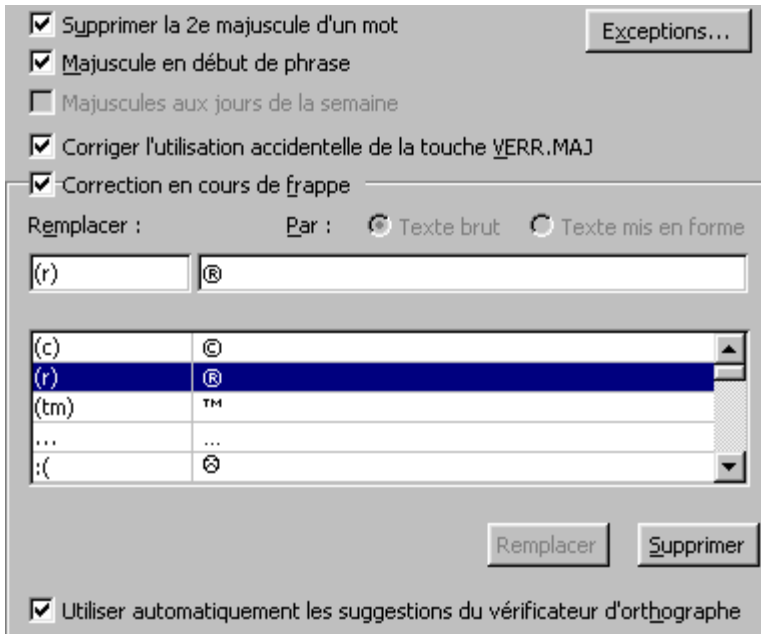 Supprimer la 2e majuscule d'un mot
Exceptions...
Majuscule en début de phrase
Majuscules aux jours de la semaine
Corriger l'utilisation accidentelle de la touche VERR.MAJ
Correction en cours de frappe
Remplacer : Par : Texte brut Texte mis en forme
(r) ®
(c) ©
(r) ®
(tm) ™
... …
:( ☹
Remplacer Supprimer
Utiliser automatiquement les suggestions du vérificateur d'orthographe